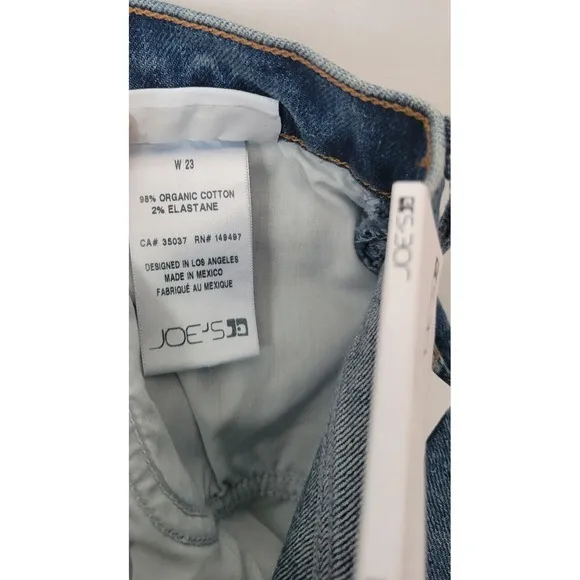 W 23
98% ORGANIC COTTON
2% ELASTANE
CA# 35037 RN# 149497
DESIGNED IN LOS ANGELES
MADE IN MEXICO
FABRIQUÉ AU MEXIQUE
JOE'S
JOE'S